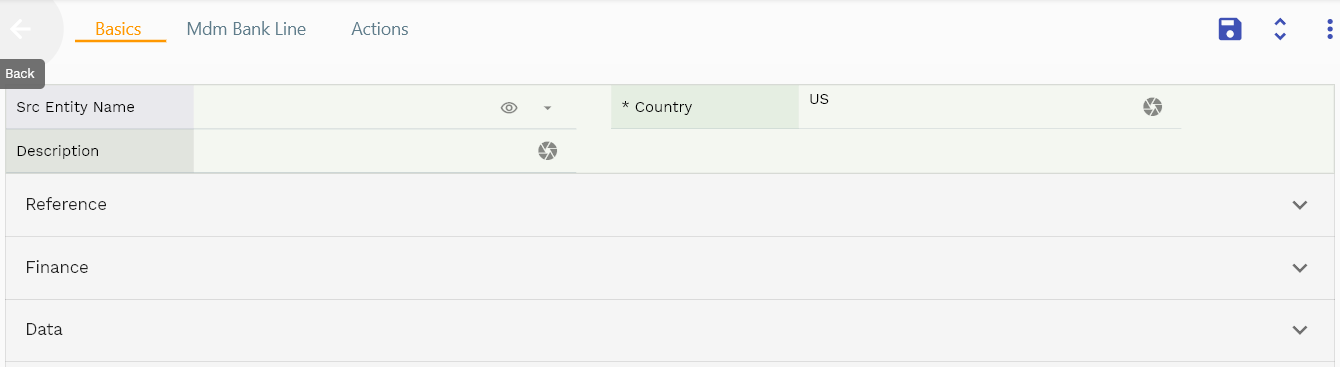 Basics Mdm Bank Line Actions
Back
Src Entity Name * Country US
Description
Reference
Finance
Data